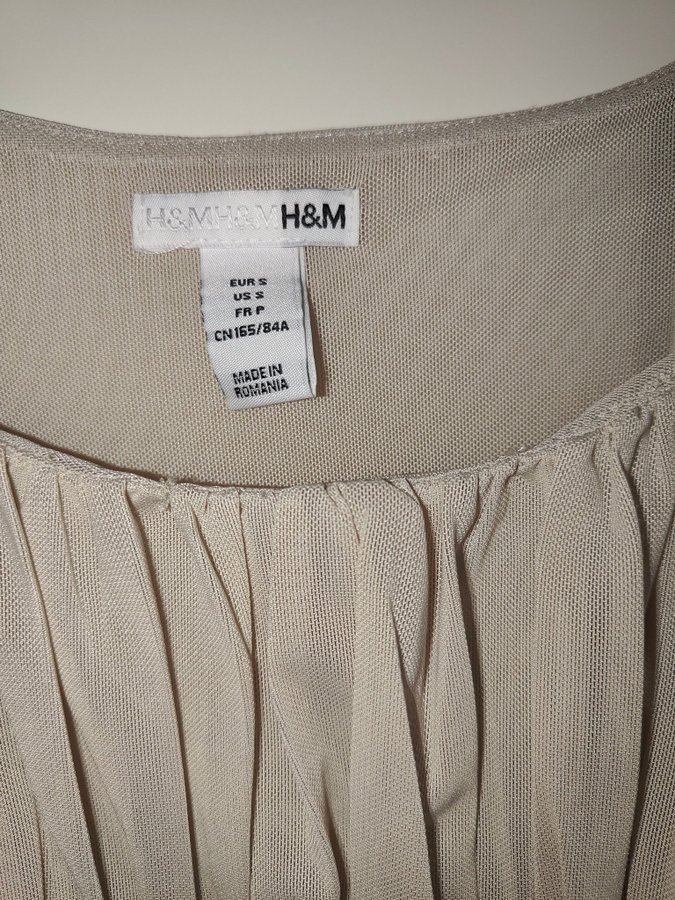 H&MH&MH&M
EUR S
US S
FR P
CN165/84A
MADE IN
ROMANIA